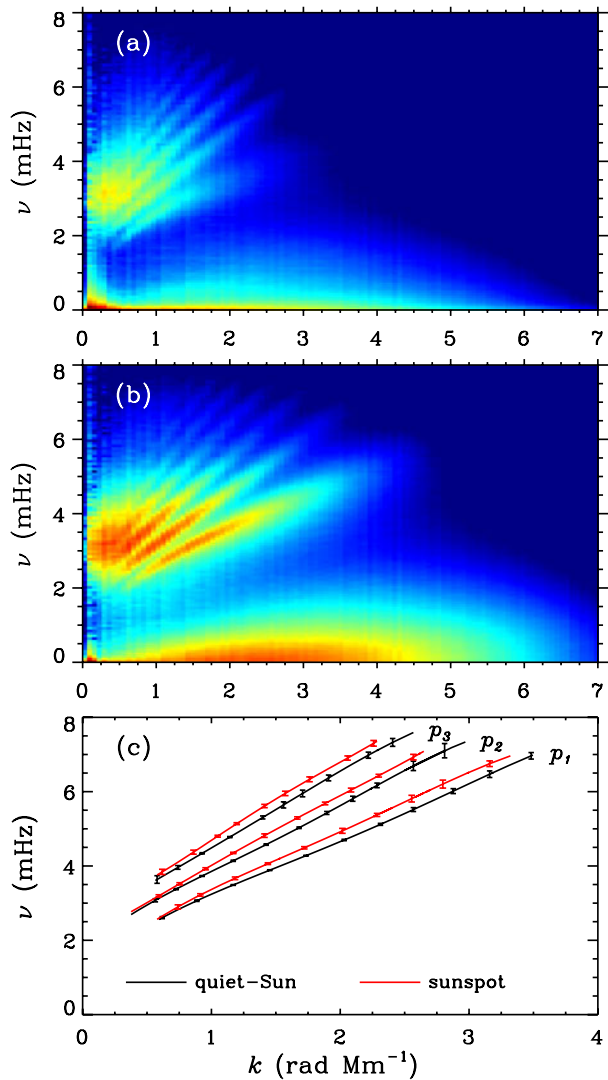 8
(a)
6
ν (mHz)
4
2
0
0 1 2 3 4 5 6 7
8
(b)
6
ν (mHz)
4
2
0
0 1 2 3 4 5 6 7
8
(c)
p₃
p₂
p₁
6
ν (mHz)
4
2
quiet-Sun
sunspot
0
0 1 2 3 4
k (rad Mm⁻¹)